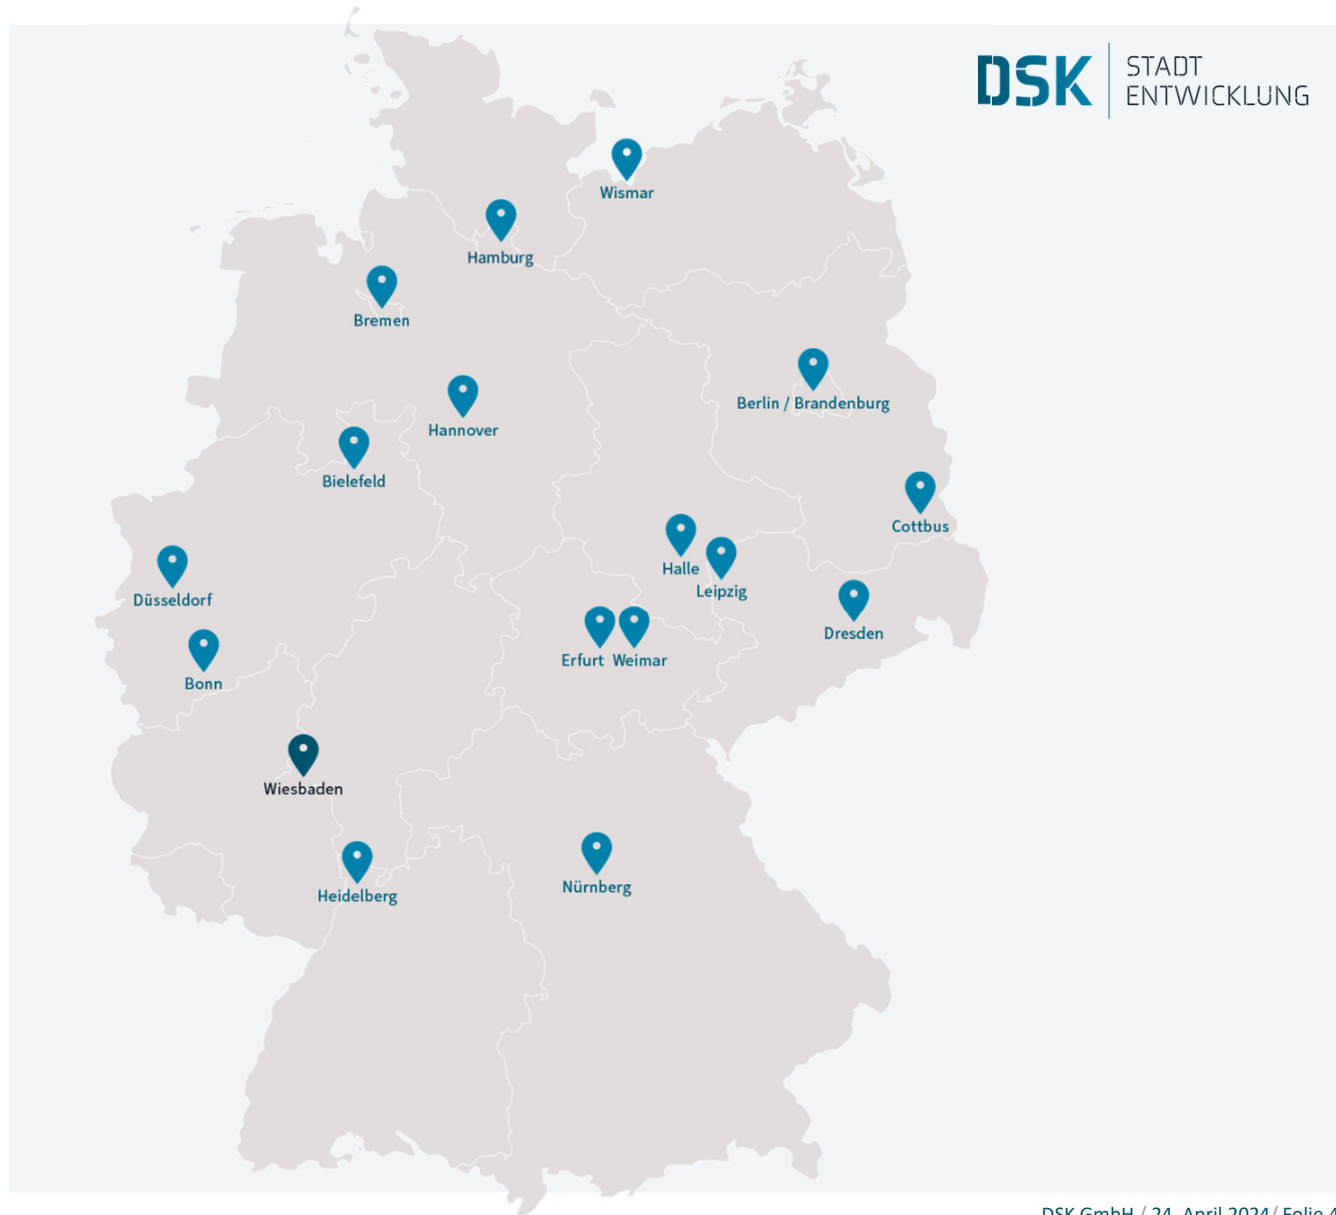 DSK
STADT
ENTWICKLUNG
Wismar
Hamburg
Bremen
Berlin / Brandenburg
Hannover
Bielefeld
Cottbus
Halle
Leipzig
Düsseldorf
Dresden
Erfurt
Weimar
Bonn
Wiesbaden
Nürnberg
Heidelberg
DSK GmbH / 24. April 2024/ Folie 4